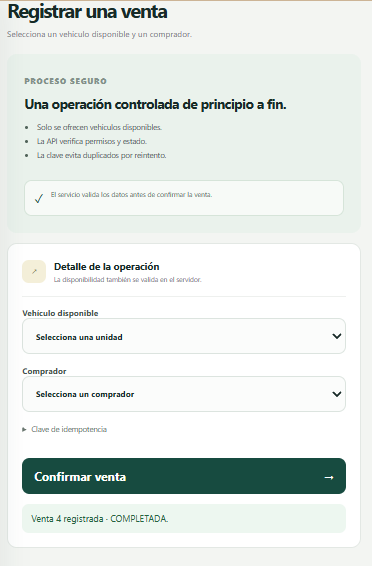 Registrar una venta
Selecciona un vehículo disponible y un comprador.
PROCESO SEGURO
Una operación controlada de principio a fin.
• Solo se ofrecen vehículos disponibles.
• La API verifica permisos y estado.
• La clave evita duplicados por reintento.
✓ El servicio valida los datos antes de confirmar la venta.
Detalle de la operación
La disponibilidad también se valida en el servidor.
Vehículo disponible
Selecciona una unidad
Comprador
Selecciona un comprador
▶ Clave de idempotencia
Confirmar venta →
Venta 4 registrada · COMPLETADA.